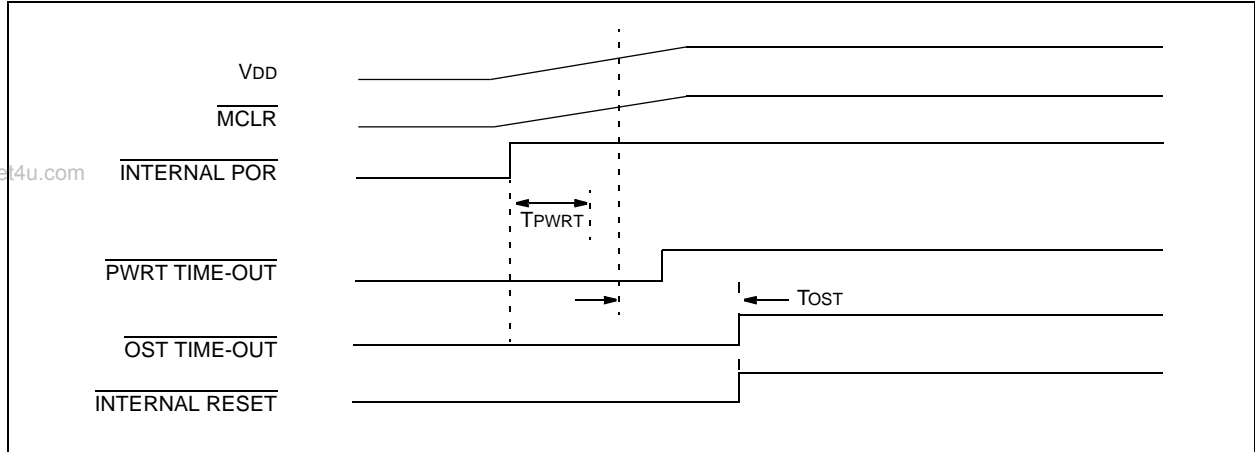 VDD
MCLR
et4u.com
INTERNAL POR
TPWRT
PWRT TIME-OUT
TOST
OST TIME-OUT
INTERNAL RESET